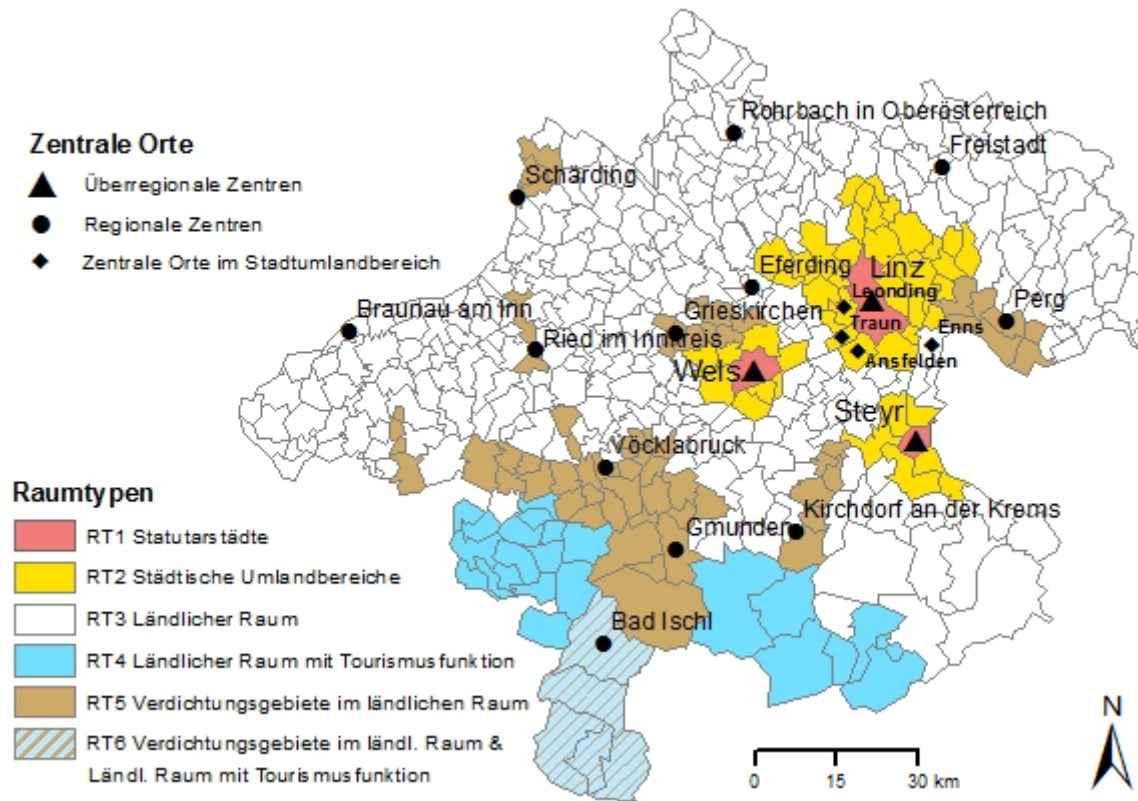 Zentrale Orte
Überregionale Zentren
Regionale Zentren
Zentrale Orte im Stadtumlandbereich
Rohrbach in Oberösterreich
Freistadt
Schärding
Eferding
Linz
Leonding
Braunau am Inn
Grieskirchen
Traun
Enns
Perg
Ried im Innkreis
Ansfelden
Wels
Steyr
Vöcklabruck
Kirchdorf an der Krems
Gmunden
Bad Ischl
Raumtypen
RT1 Statutarstädte
RT2 Städtische Umlandbereiche
RT3 Ländlicher Raum
RT4 Ländlicher Raum mit Tourismusfunktion
RT5 Verdichtungsgebiete im ländlichen Raum
RT6 Verdichtungsgebiete im ländl. Raum &
Ländl. Raum mit Tourismusfunktion
N
0 15 30 km